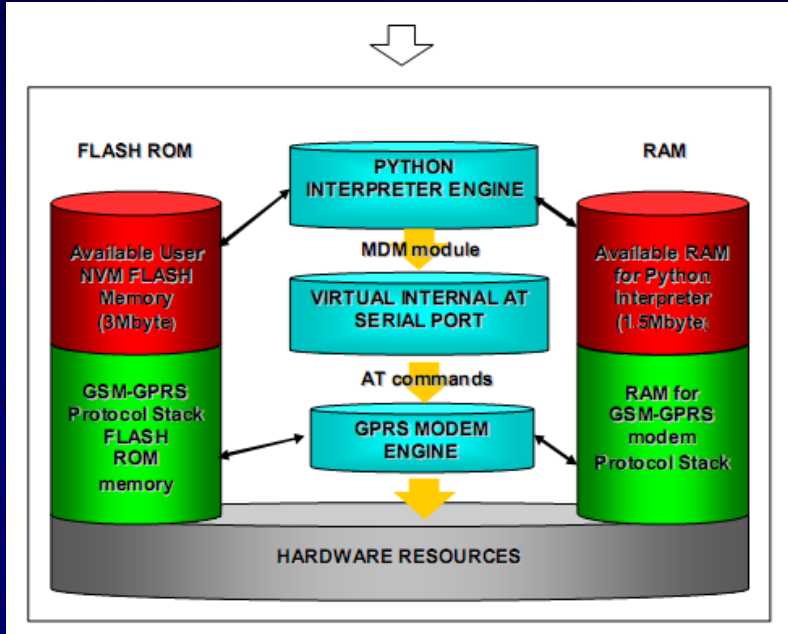 FLASH ROM
PYTHON
INTERPRETER ENGINE
RAM
Available User
NVM FLASH
Memory
(3Mbyte)
MDM module
Available RAM
for Python
Interpreter
(1.5Mbyte)
VIRTUAL INTERNAL AT
SERIAL PORT
AT commands
GSM-GPRS
Protocol Stack
FLASH
ROM
memory
GPRS MODEM
ENGINE
RAM for
GSM-GPRS
modem
Protocol Stack
HARDWARE RESOURCES